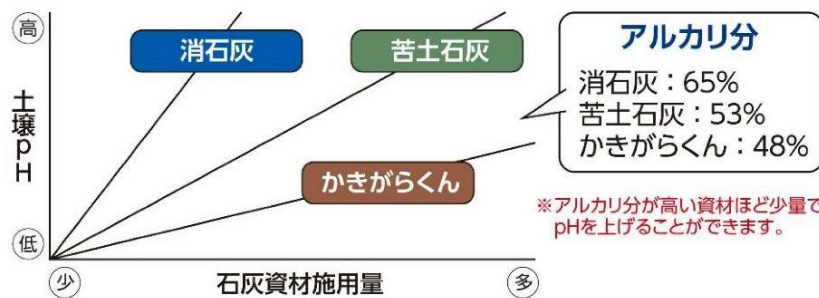 高
消石灰
苦土石灰
土壌pH
かきがらくん
低
少
石灰資材施用量
多
アルカリ分
消石灰：65%
苦土石灰：53%
かきがらくん：48%
※アルカリ分が高い資材ほど少量で
pHを上げることができます。